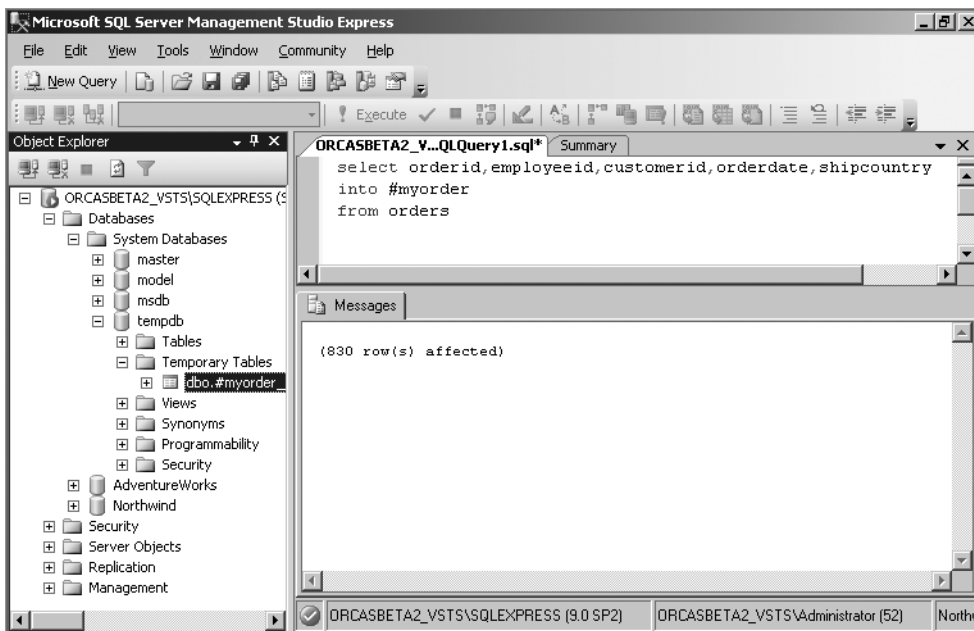 Microsoft SQL Server Management Studio Express
File Edit View Tools Window Community Help
New Query
Execute
Object Explorer
ORCASBETA2_VSTS\SQLEXPRESS (S
Databases
System Databases
master
model
msdb
tempdb
Tables
Temporary Tables
dbo.#myorder_
Views
Synonyms
Programmability
Security
AdventureWorks
Northwind
Security
Server Objects
Replication
Management
ORCASBETA2_V...QLQuery1.sql* Summary
select orderid,employeeid,customerid,orderdate,shipcountry
into #myorder
from orders
Messages
(830 row(s) affected)
ORCASBETA2_VSTS\SQLEXPRESS (9.0 SP2) ORCASBETA2_VSTS\Administrator (52) North